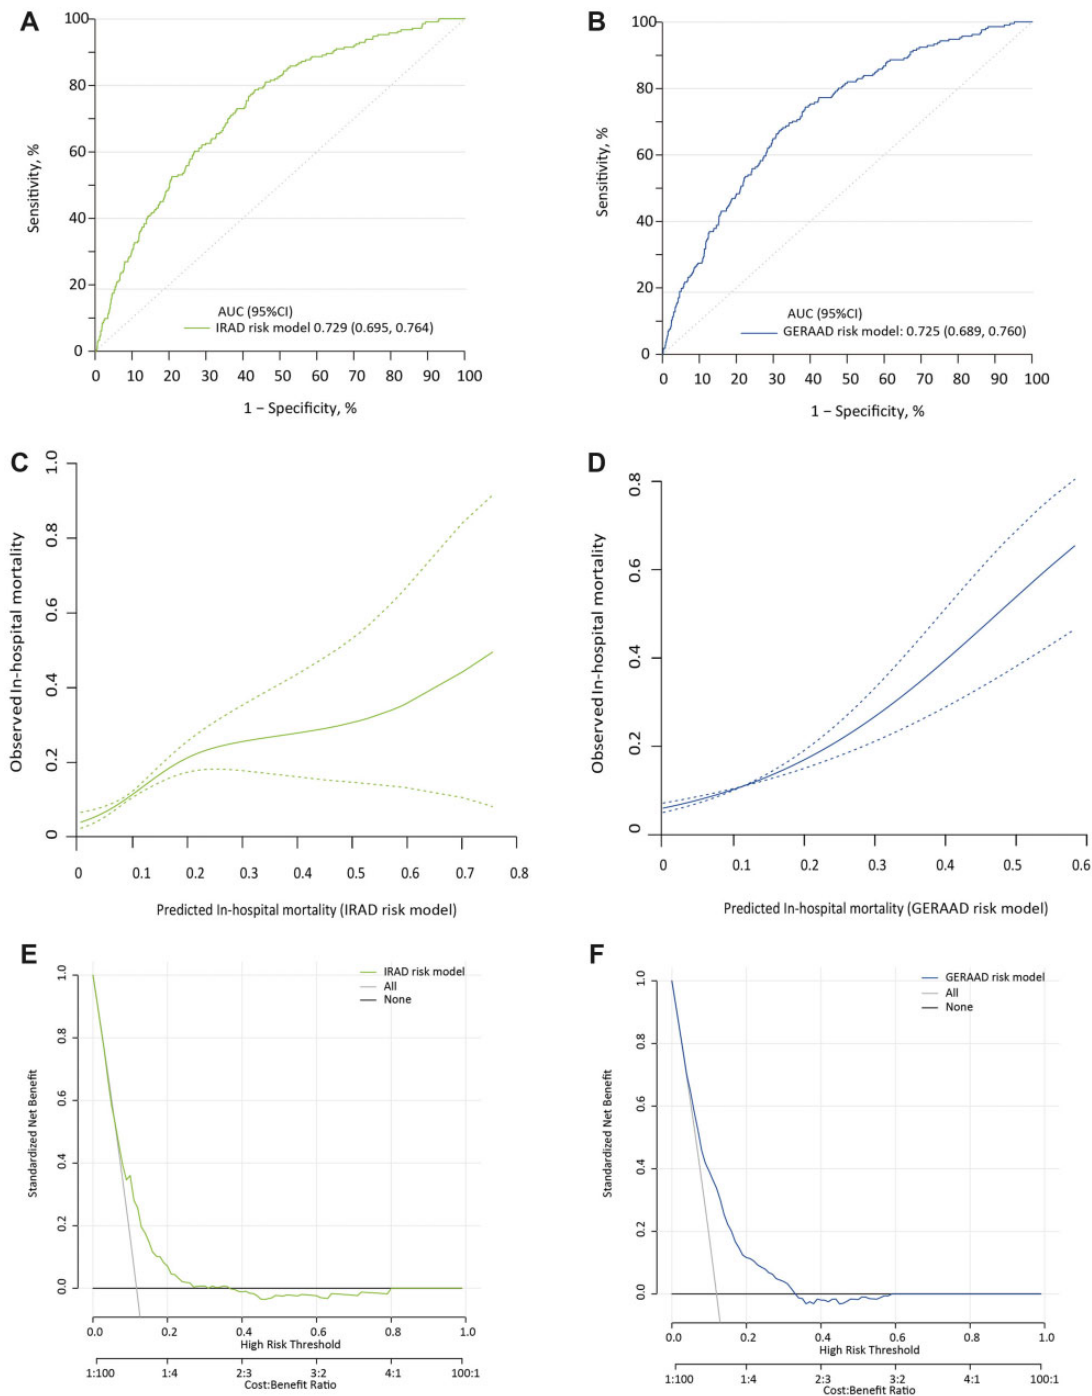 A
100
80
60
40
20
0
Sensitivity, %
AUC (95%CI)
IRAD risk model 0.729 (0.695, 0.764)
0 10 20 30 40 50 60 70 80 90 100
1 − Specificity, %
B
100
80
60
40
20
0
Sensitivity, %
AUC (95%CI)
GERAAD risk model: 0.725 (0.689, 0.760)
0 10 20 30 40 50 60 70 80 90 100
1 − Specificity, %
C
1.0
0.8
0.6
0.4
0.2
0
Observed In-hospital mortality
0 0.1 0.2 0.3 0.4 0.5 0.6 0.7 0.8
Predicted In-hospital mortality (IRAD risk model)
D
0.8
0.6
0.4
0.2
0
Observed In-hospital mortality
0 0.1 0.2 0.3 0.4 0.5 0.6
Predicted In-hospital mortality (GERAAD risk model)
E
IRAD risk model
All
None
1.0
0.8
0.6
0.4
0.2
0.0
Standardized Net Benefit
0.0 0.2 0.4 0.6 0.8 1.0
High Risk Threshold
1:100 1:4 2:3 3:2 4:1 100:1
Cost:Benefit Ratio
F
GERAAD risk model
All
None
1.0
0.8
0.6
0.4
0.2
0.0
Standardized Net Benefit
0.0 0.2 0.4 0.6 0.8 1.0
High Risk Threshold
1:100 1:4 2:3 3:2 4:1 100:1
Cost:Benefit Ratio